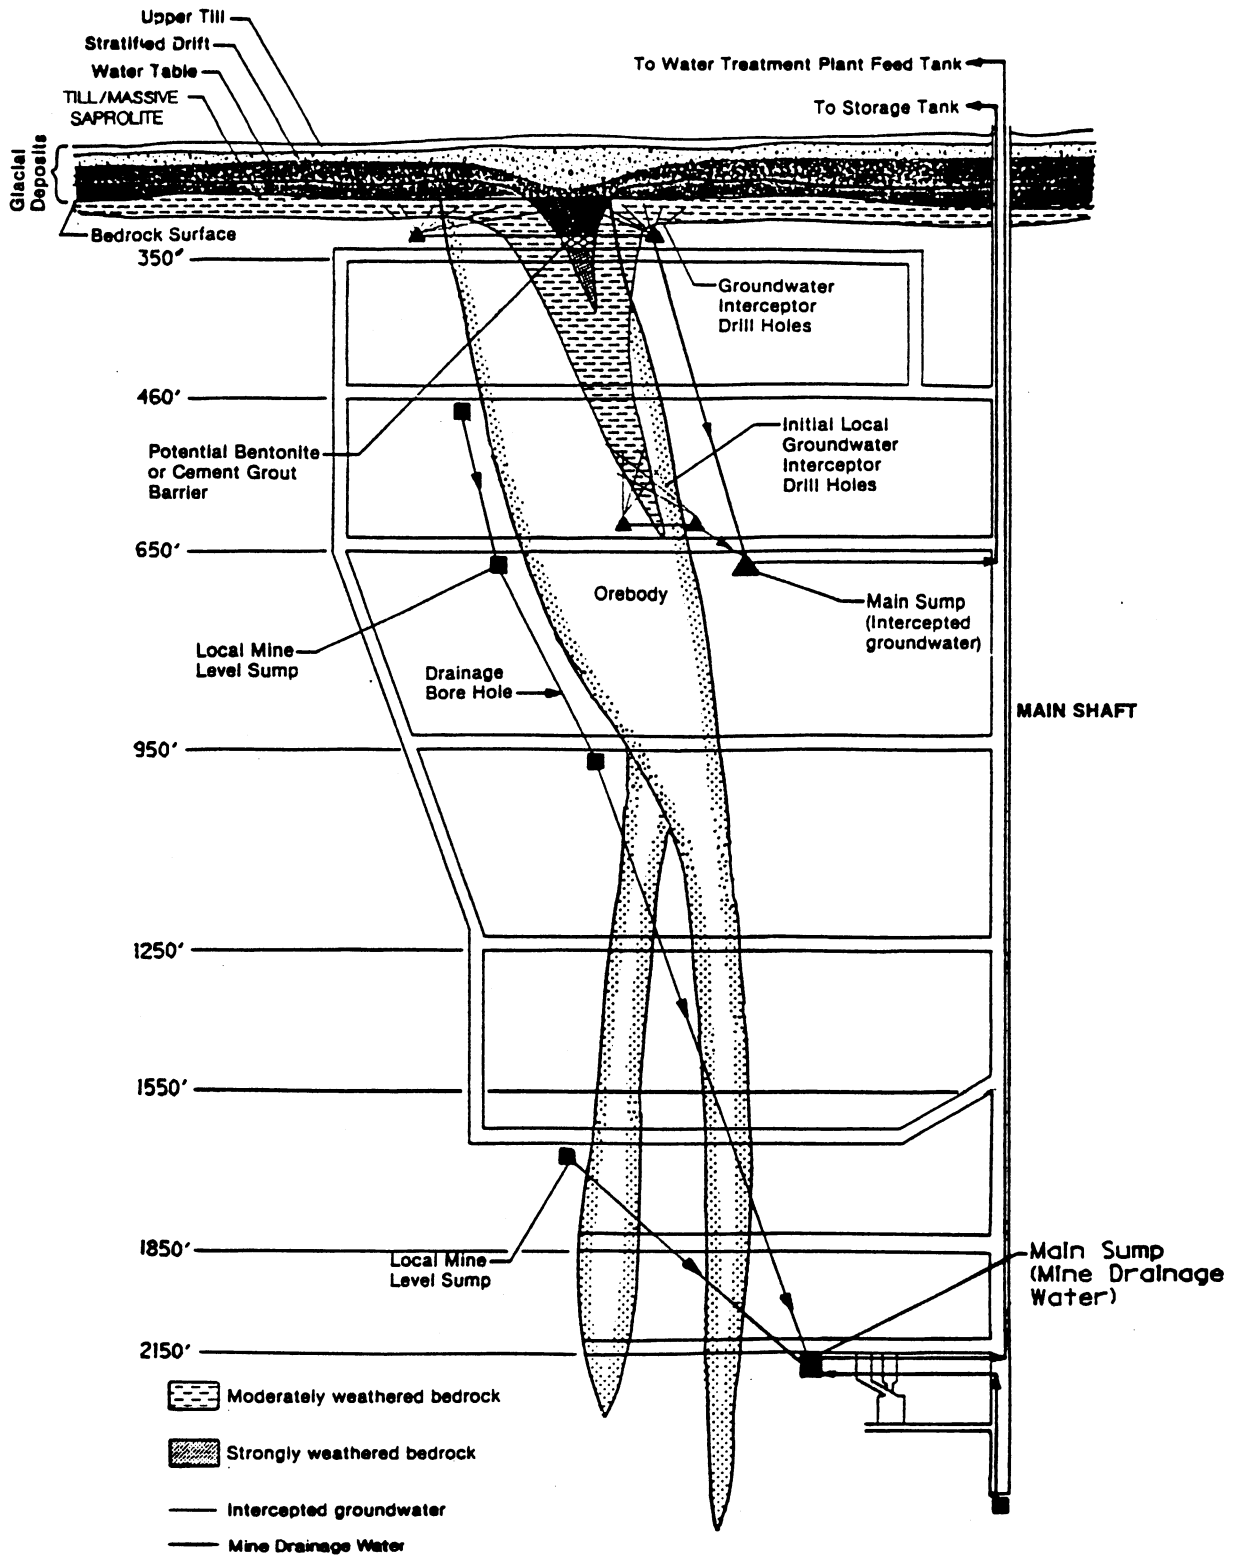 Upper Till
Stratified Drift
Water Table
TILL/MASSIVE
SAPROLITE
Glacial
Deposits
Bedrock Surface
To Water Treatment Plant Feed Tank
To Storage Tank
350'
Groundwater
Interceptor
Drill Holes
460'
Potential Bentonite
or Cement Grout
Barrier
Initial Local
Groundwater
Interceptor
Drill Holes
650'
Orebody
Main Sump
(Intercepted
groundwater)
Local Mine
Level Sump
Drainage
Bore Hole
MAIN SHAFT
950'
1250'
1550'
1850'
Local Mine
Level Sump
Main Sump
(Mine Drainage
Water)
2150'
Moderately weathered bedrock
Strongly weathered bedrock
Intercepted groundwater
Mine Drainage Water